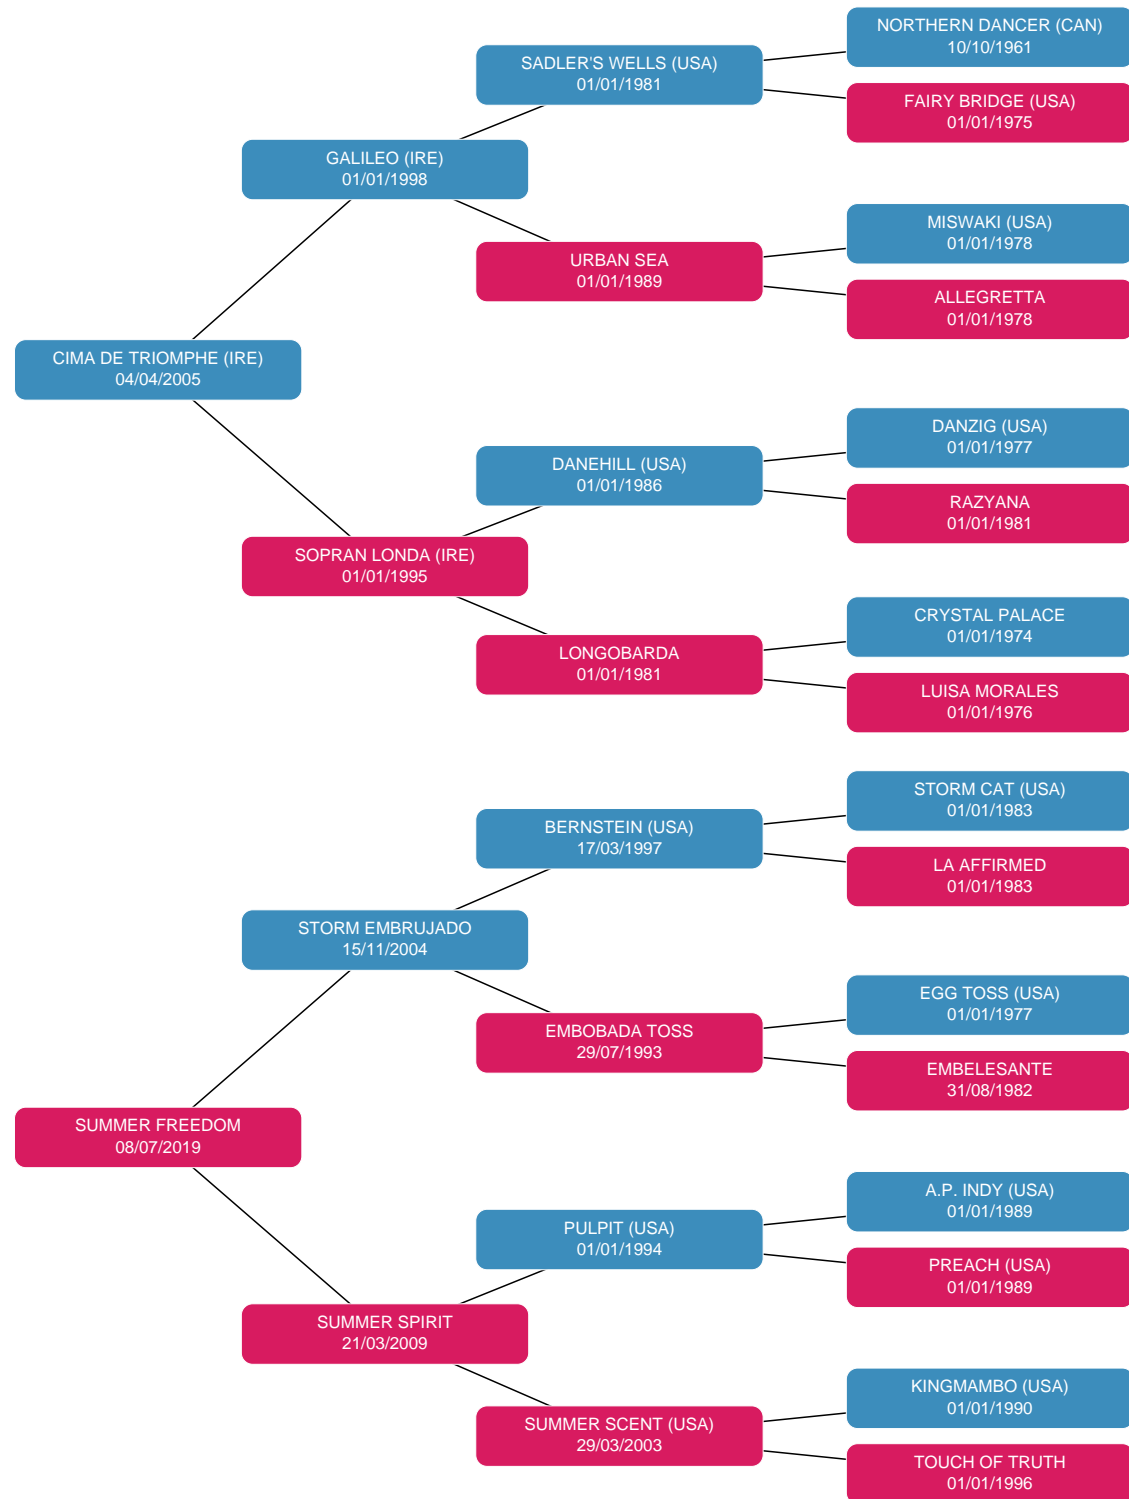 NORTHERN DANCER (CAN)
10/10/1961
SADLER'S WELLS (USA)
01/01/1981
FAIRY BRIDGE (USA)
01/01/1975
GALILEO (IRE)
01/01/1998
MISWAKI (USA)
01/01/1978
URBAN SEA
01/01/1989
ALLEGRETTA
01/01/1978
CIMA DE TRIOMPHE (IRE)
04/04/2005
DANZIG (USA)
01/01/1977
DANEHILL (USA)
01/01/1986
RAZYANA
01/01/1981
SOPRAN LONDA (IRE)
01/01/1995
CRYSTAL PALACE
01/01/1974
LONGOBARDA
01/01/1981
LUISA MORALES
01/01/1976
STORM CAT (USA)
01/01/1983
BERNSTEIN (USA)
17/03/1997
LA AFFIRMED
01/01/1983
STORM EMBRUJADO
15/11/2004
EGG TOSS (USA)
01/01/1977
EMBOBADA TOSS
29/07/1993
EMBELESANTE
31/08/1982
SUMMER FREEDOM
08/07/2019
A.P. INDY (USA)
01/01/1989
PULPIT (USA)
01/01/1994
PREACH (USA)
01/01/1989
SUMMER SPIRIT
21/03/2009
KINGMAMBO (USA)
01/01/1990
SUMMER SCENT (USA)
29/03/2003
TOUCH OF TRUTH
01/01/1996